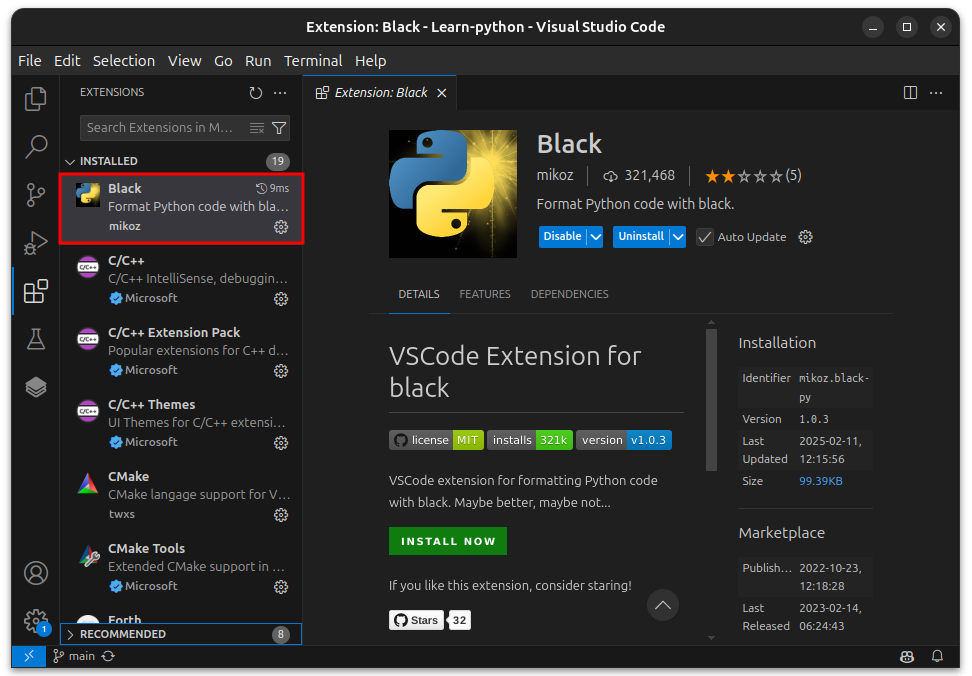 Extension: Black - Learn-python - Visual Studio Code
File Edit Selection View Go Run Terminal Help
EXTENSIONS
Search Extensions in M...
INSTALLED 19
Black 9ms
Format Python code with bla...
mikoz
C/C++
C/C++ IntelliSense, debuggin...
Microsoft
C/C++ Extension Pack
Popular extensions for C++ d...
Microsoft
C/C++ Themes
UI Themes for C/C++ extensi...
Microsoft
CMake
CMake langage support for V...
twxs
CMake Tools
Extended CMake support in ...
Microsoft
Forth
RECOMMENDED 8
1
main
Extension: Black
Black
mikoz 321,468 (5)
Format Python code with black.
Disable Uninstall Auto Update
DETAILS FEATURES DEPENDENCIES
VSCode Extension for
black
license MIT installs 321k version v1.0.3
VSCode extension for formatting Python code
with black. Maybe better, maybe not...
INSTALL NOW
If you like this extension, consider staring!
Stars 32
Installation
Identifier mikoz.black-
py
Version 1.0.3
Last 2025-02-11,
Updated 12:15:56
Size 99.39KB
Marketplace
Publish... 2022-10-23,
12:18:28
Last 2023-02-14,
Released 06:24:43